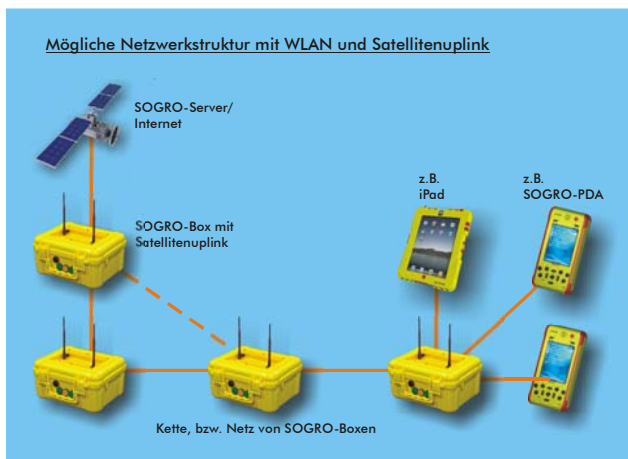 Mögliche Netzwerkstruktur mit WLAN und Satellitenuplink
SOGRO-Server/
Internet
z.B.
iPad
z.B.
SOGRO-PDA
SOGRO-Box mit
Satellitenuplink
Kette, bzw. Netz von SOGRO-Boxen